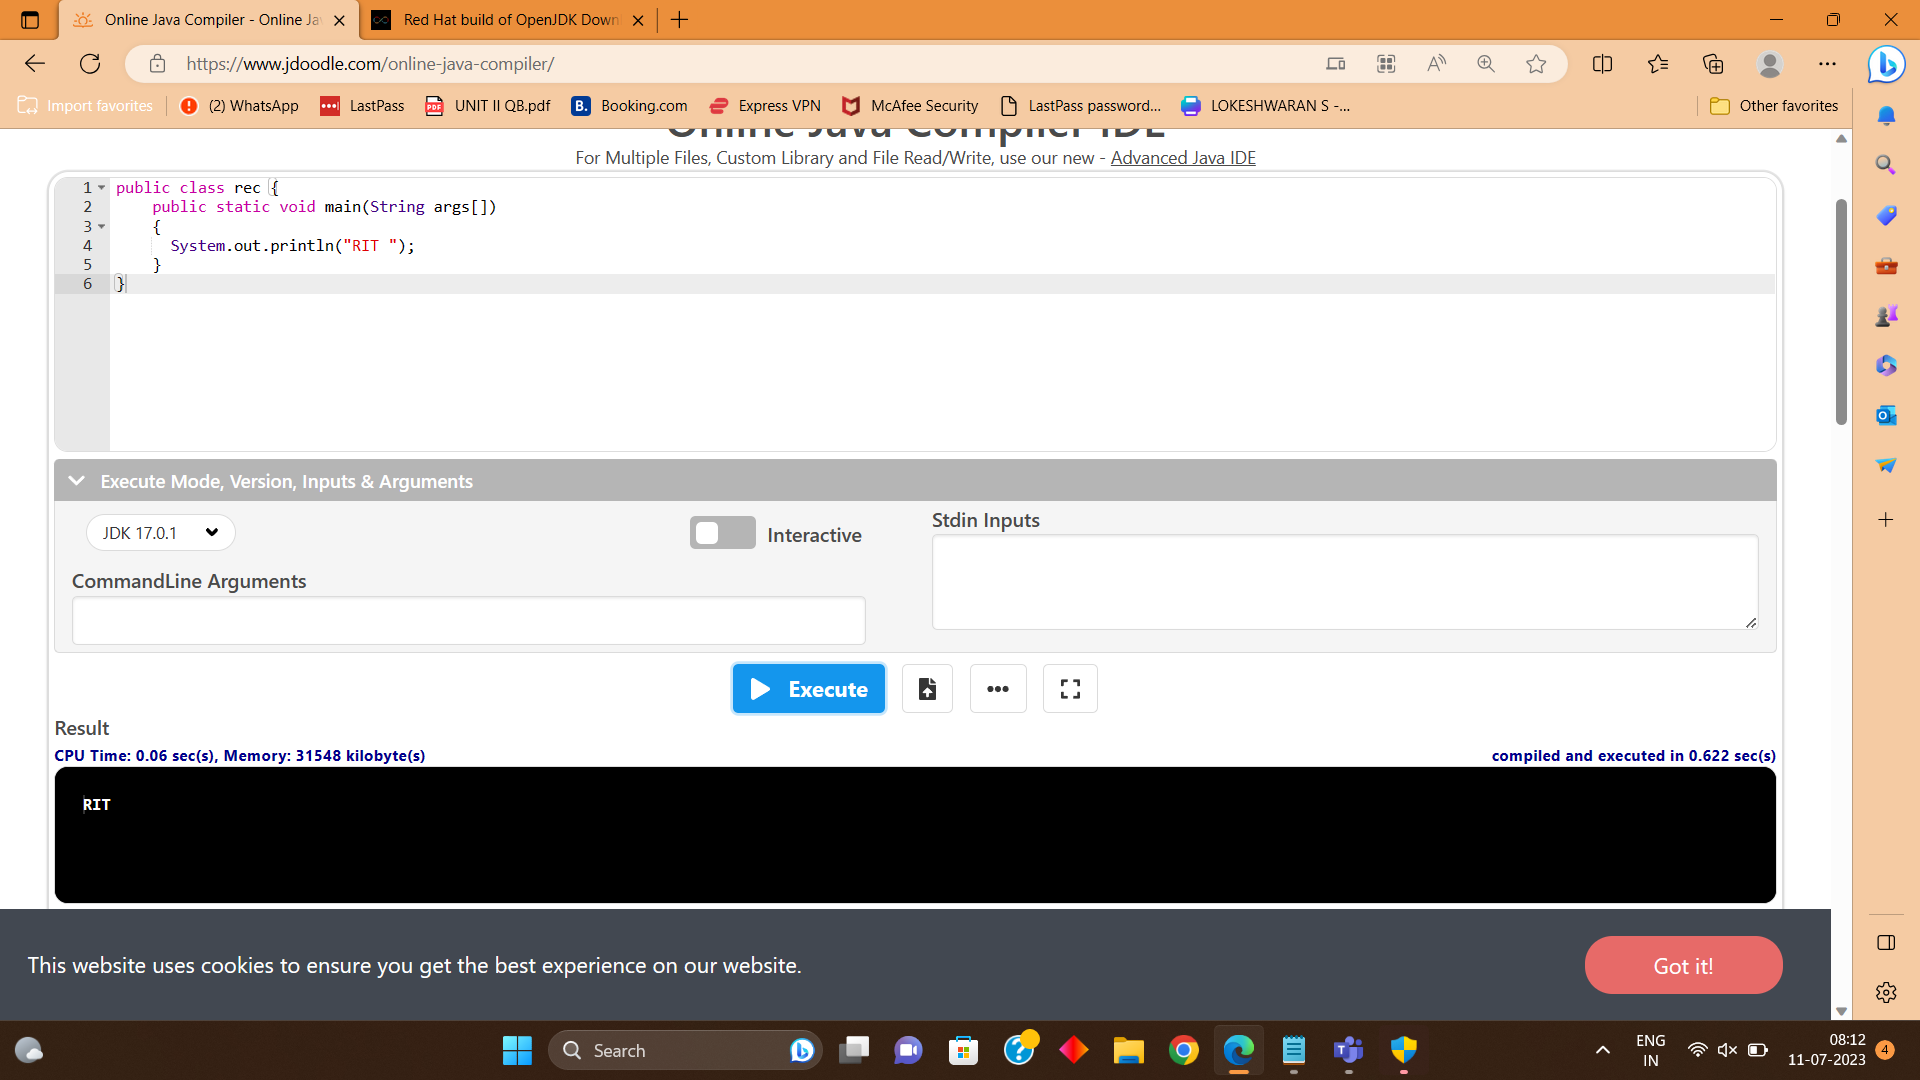 Online Java Compiler - Online Ja
Red Hat build of OpenJDK Down
https://www.jdoodle.com/online-java-compiler/
Import favorites
(2) WhatsApp
LastPass
UNIT II QB.pdf
Booking.com
Express VPN
McAfee Security
LastPass password...
LOKESHWARAN S -...
Other favorites
Online Java Compiler IDE
For Multiple Files, Custom Library and File Read/Write, use our new - Advanced Java IDE
1 public class rec {
2 public static void main(String args[])
3 {
4 System.out.println("RIT ");
5 }
6 }
Execute Mode, Version, Inputs & Arguments
JDK 17.0.1
Interactive
Stdin Inputs
CommandLine Arguments
Execute
Result
CPU Time: 0.06 sec(s), Memory: 31548 kilobyte(s)
compiled and executed in 0.622 sec(s)
RIT
This website uses cookies to ensure you get the best experience on our website.
Got it!
Search
ENG
IN
08:12
11-07-2023
4